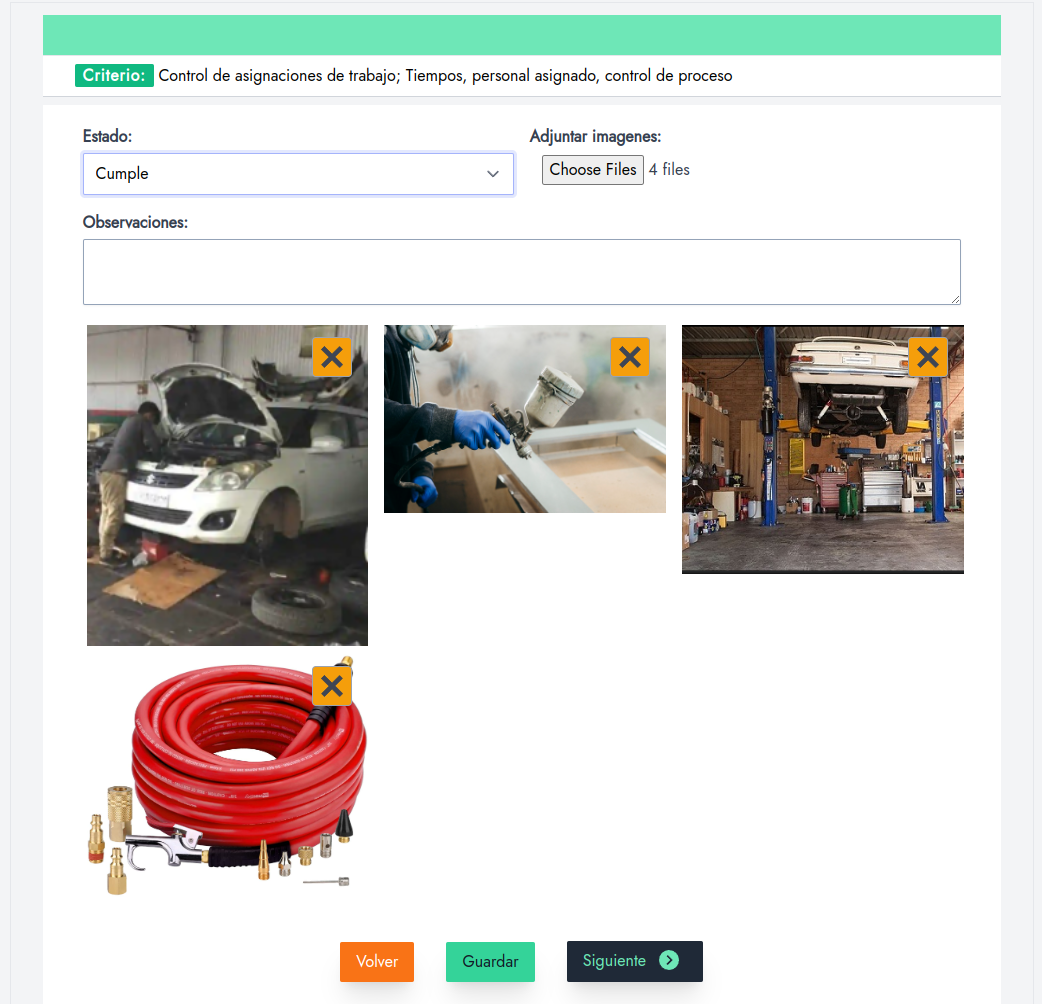 Criterio: Control de asignaciones de trabajo; Tiempos, personal asignado, control de proceso
Estado:
Adjuntar imagenes:
Cumple
Choose Files 4 files
Observaciones:
Volver
Guardar
Siguiente